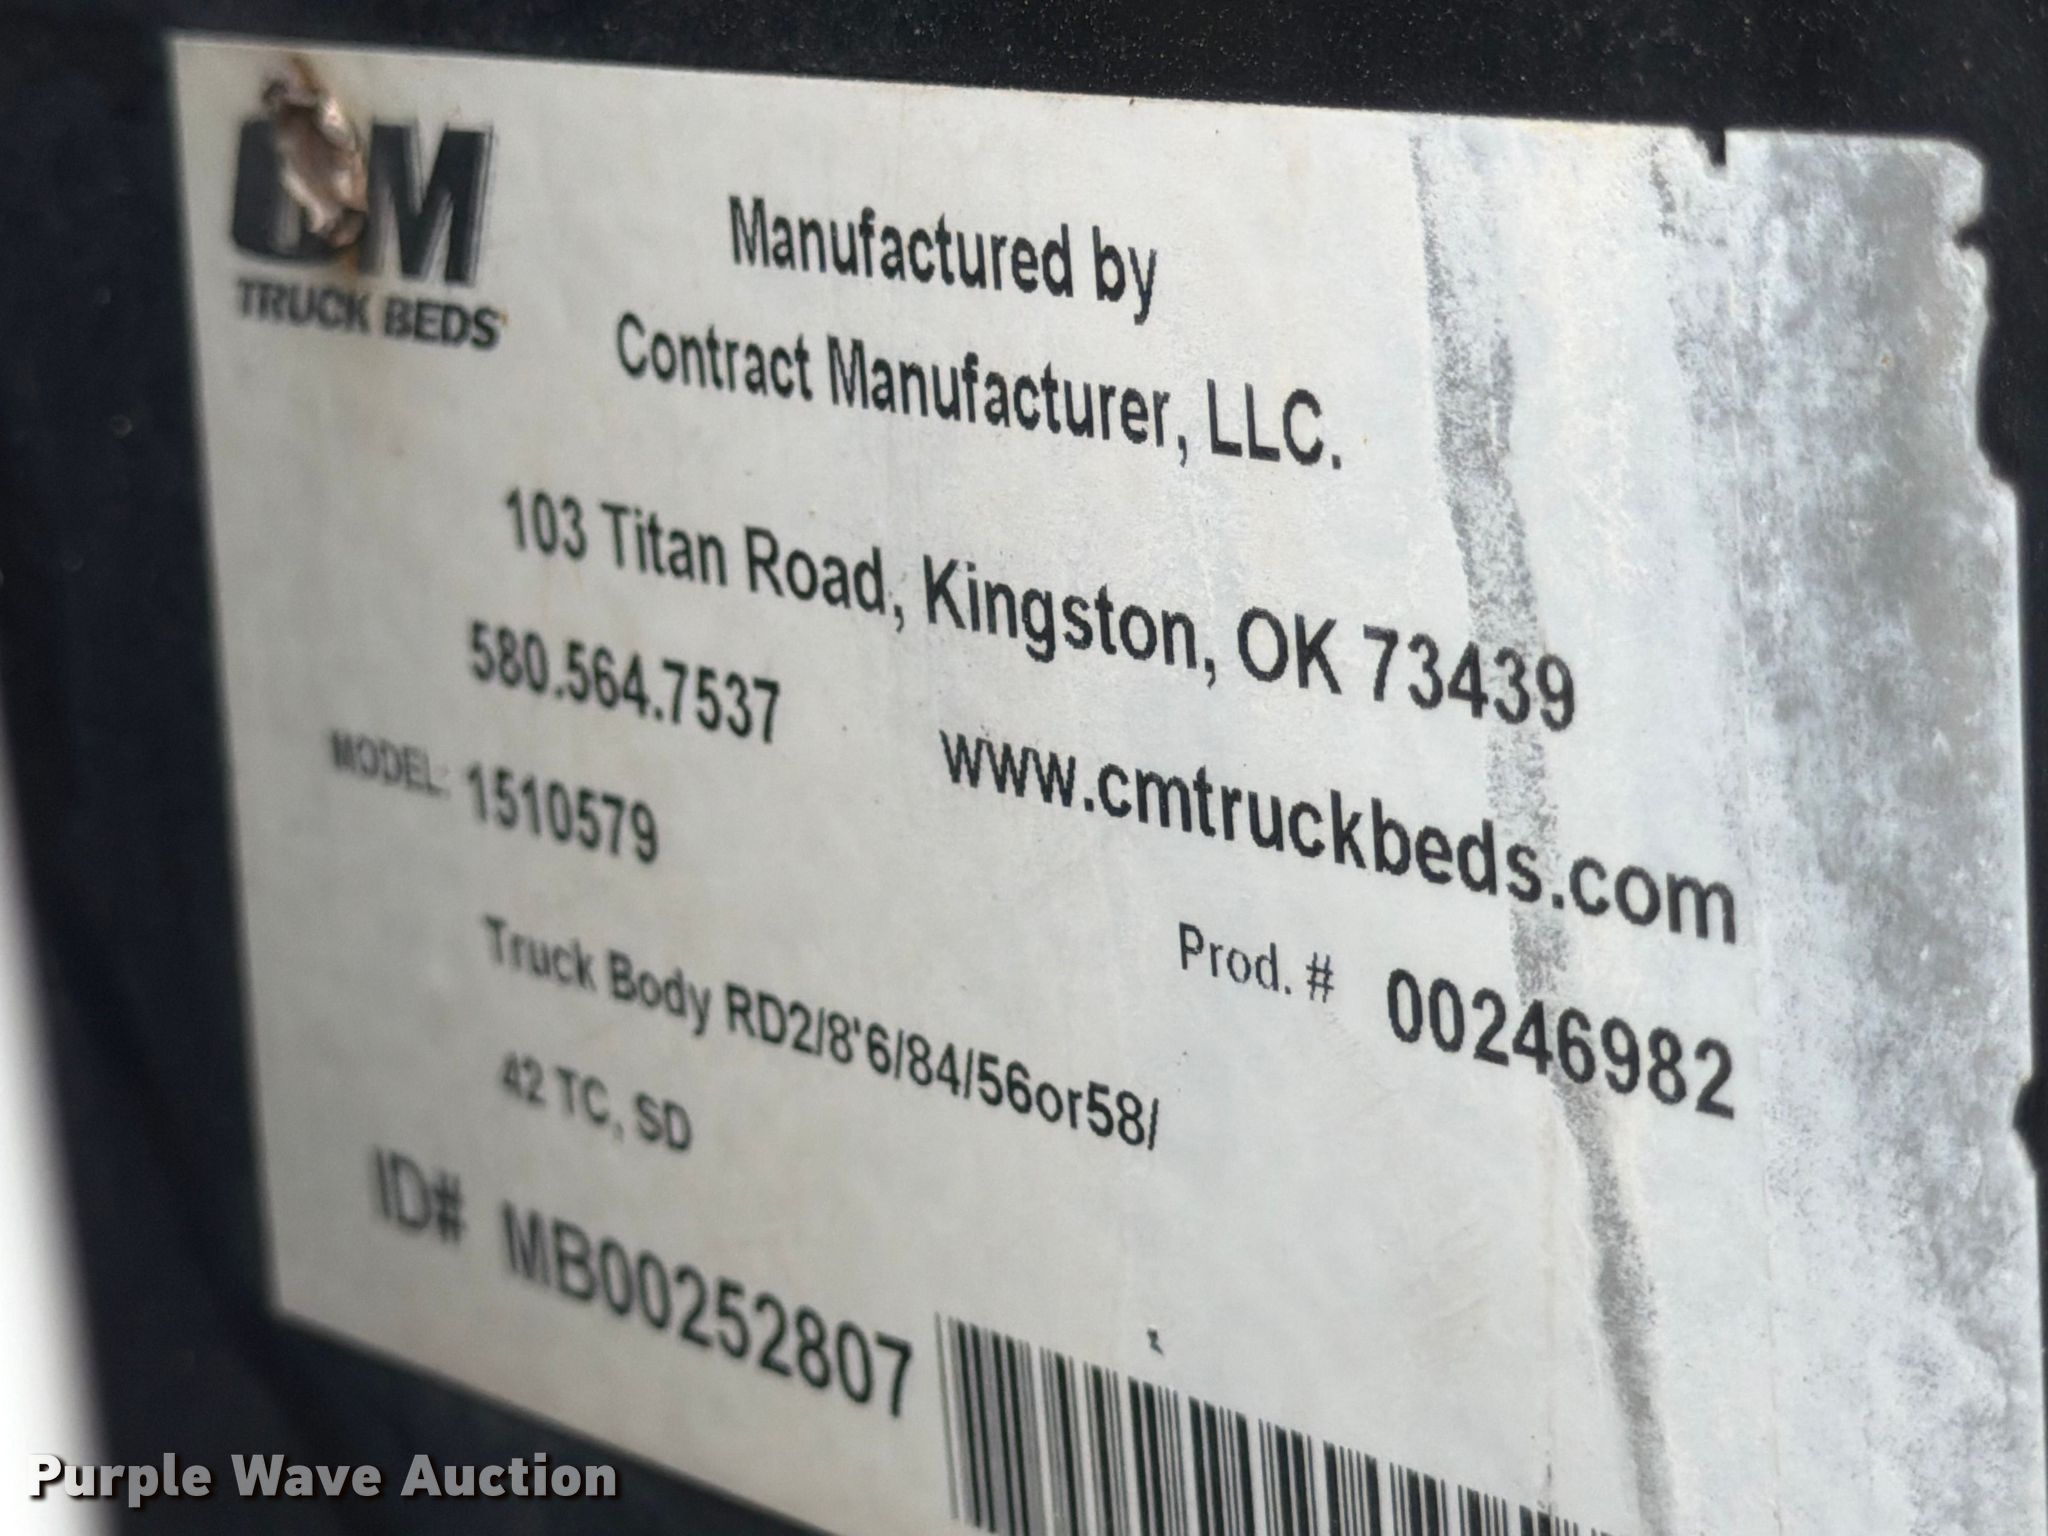 CM
TRUCK BEDS
Manufactured by
Contract Manufacturer, LLC.
103 Titan Road, Kingston, OK 73439
580.564.7537
www.cmtruckbeds.com
MODEL: 1510579
Prod. # 00246982
Truck Body RD2/8'6/84/56or58/
42 TC, SD
ID# MB00252807
Purple Wave Auction